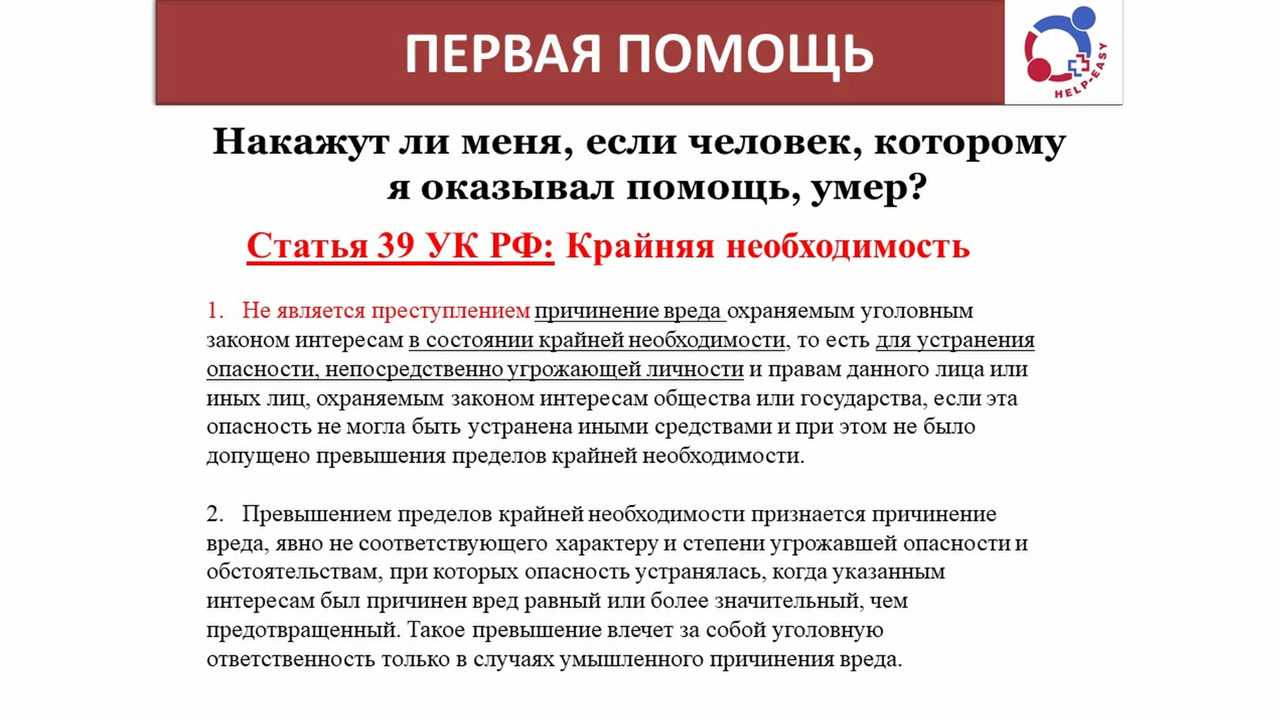 ПЕРВАЯ ПОМОЩЬ
HELP-EASY
Накажут ли меня, если человек, которому
я оказывал помощь, умер?
Статья 39 УК РФ: Крайняя необходимость
1. Не является преступлением причинение вреда охраняемым уголовным
законом интересам в состоянии крайней необходимости, то есть для устранения
опасности, непосредственно угрожающей личности и правам данного лица или
иных лиц, охраняемым законом интересам общества или государства, если эта
опасность не могла быть устранена иными средствами и при этом не было
допущено превышения пределов крайней необходимости.
2. Превышением пределов крайней необходимости признается причинение
вреда, явно не соответствующего характеру и степени угрожавшей опасности и
обстоятельствам, при которых опасность устранялась, когда указанным
интересам был причинен вред равный или более значительный, чем
предотвращенный. Такое превышение влечет за собой уголовную
ответственность только в случаях умышленного причинения вреда.